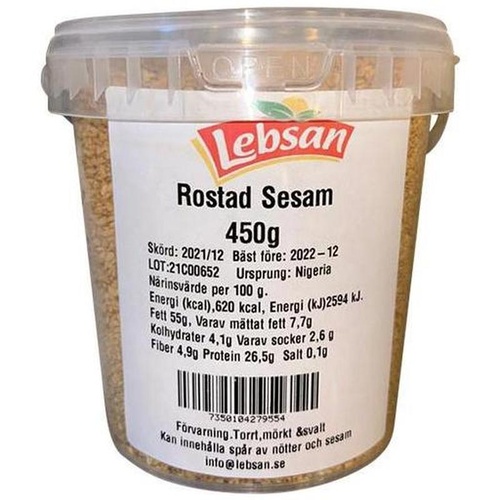 OPEN
Lebsan
Rostad Sesam
450g
Skörd: 2021/12 Bäst före: 2022-12
LOT:21C00652 Ursprung: Nigeria
Närinsvärde per 100 g.
Energi (kcal),620 kcal, Energi (kJ)2594 kJ.
Fett 55g, Varav mättat fett 7,7g
Kolhydrater 4,1g Varav socker 2,6 g
Fiber 4,9g Protein 26,5g Salt 0,1g
7350104279554
Förvarning.Torrt,mörkt &svalt
Kan innehålla spår av nötter och sesam
info@lebsan.se